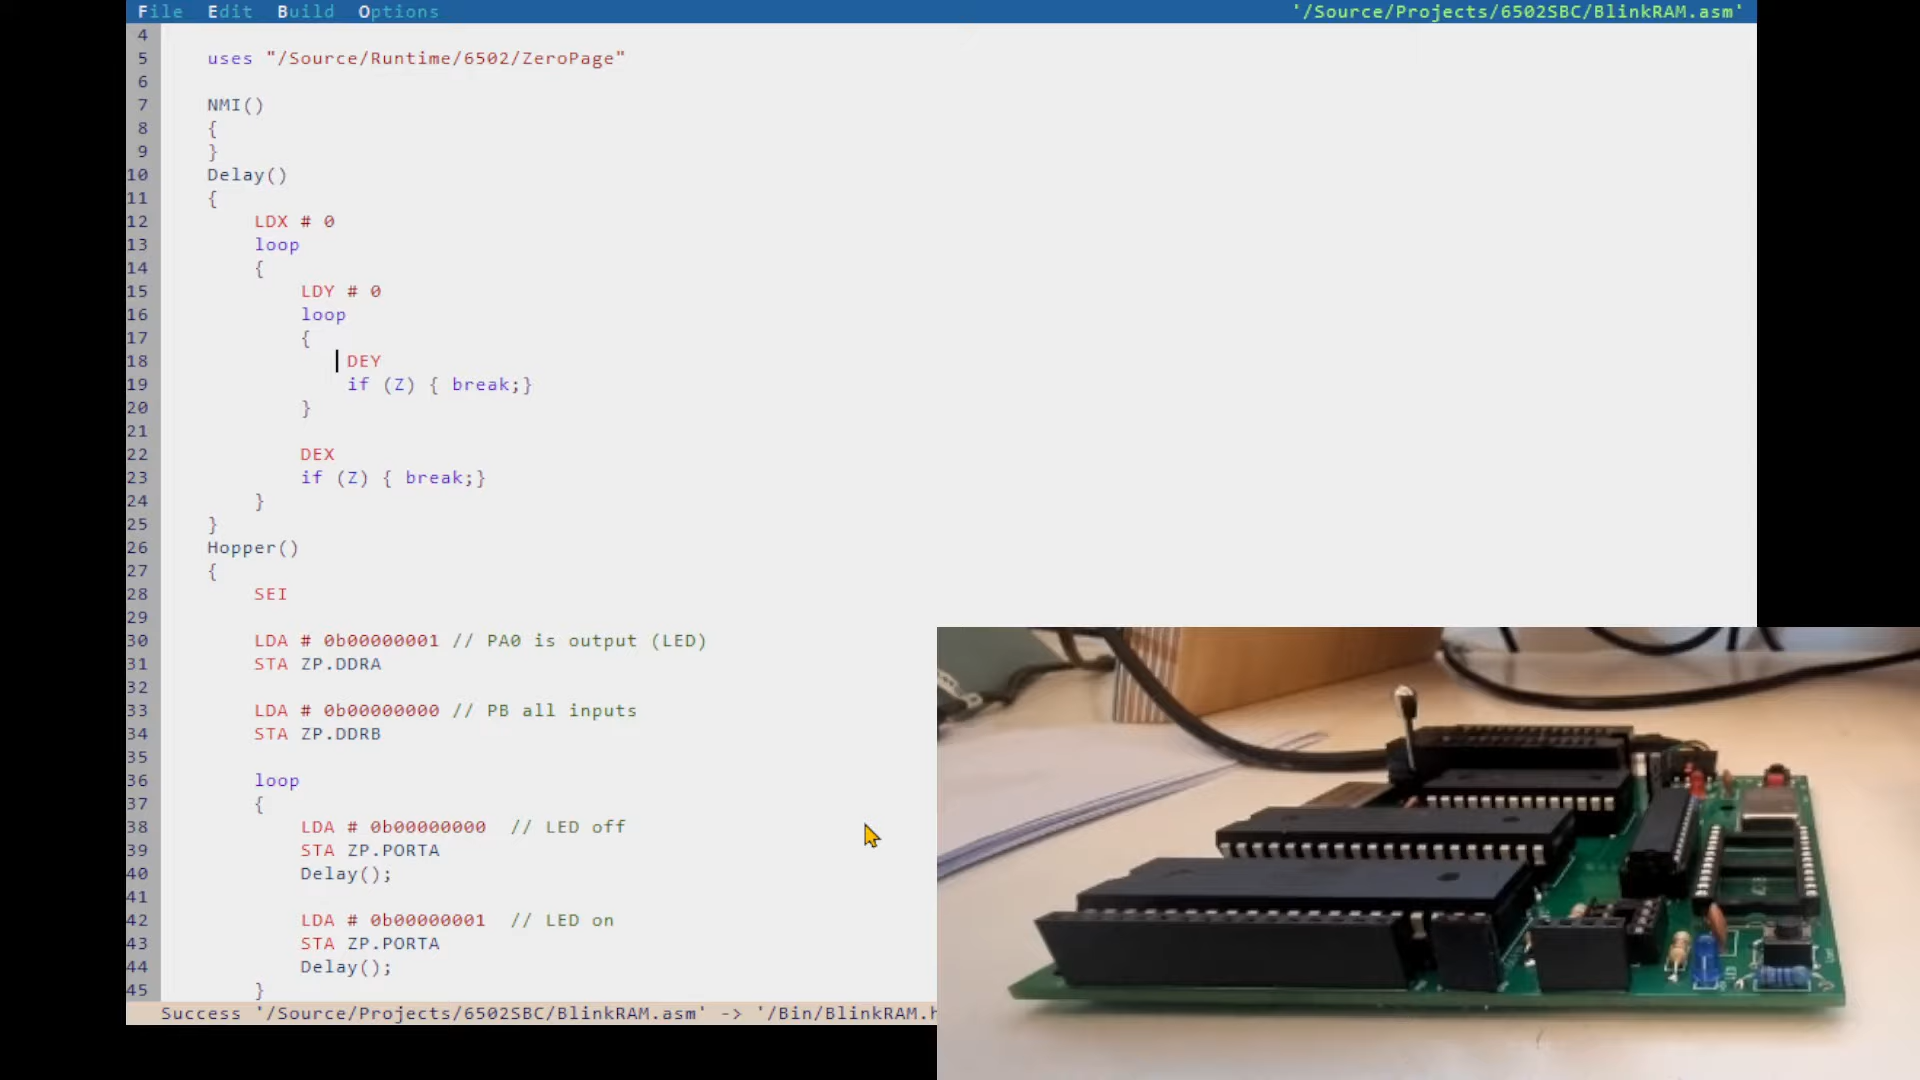 File Edit Build Options '/Source/Projects/6502SBC/BlinkRAM.asm'
4
5 uses "/Source/Runtime/6502/ZeroPage"
6
7 NMI()
8 {
9 }
10 Delay()
11 {
12 LDX # 0
13 loop
14 {
15 LDY # 0
16 loop
17 {
18 DEY
19 if (Z) { break;}
20 }
21
22 DEX
23 if (Z) { break;}
24 }
25 }
26 Hopper()
27 {
28 SEI
29
30 LDA # 0b00000001 // PA0 is output (LED)
31 STA ZP.DDRA
32
33 LDA # 0b00000000 // PB all inputs
34 STA ZP.DDRB
35
36 loop
37 {
38 LDA # 0b00000000 // LED off
39 STA ZP.PORTA
40 Delay();
41
42 LDA # 0b00000001 // LED on
43 STA ZP.PORTA
44 Delay();
45 }
Success '/Source/Projects/6502SBC/BlinkRAM.asm' -> '/Bin/BlinkRAM.h